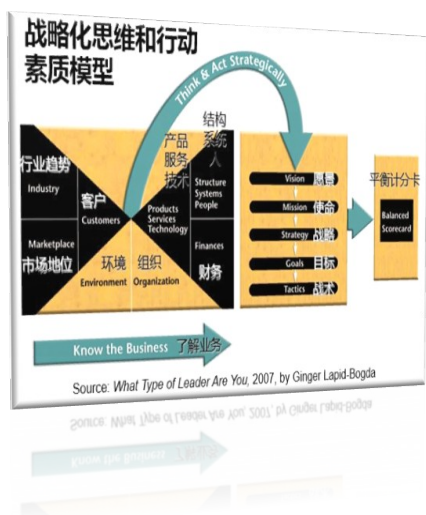 战略化思维和行动
素质模型
Think & Act Strategically
行业趋势
Industry
客户
Customers
Marketplace
市场地位
环境
Environment
组织
Organization
产品
服务
技术
Products
Services
Technology
结构
系统
人
Structure
Systems
People
Finances
财务
Vision 愿景
Mission 使命
Strategy 战略
Goals 目标
Tactics 战术
平衡计分卡
Balanced
Scorecard
Know the Business 了解业务
Source: What Type of Leader Are You, 2007, by Ginger Lapid-Bogda